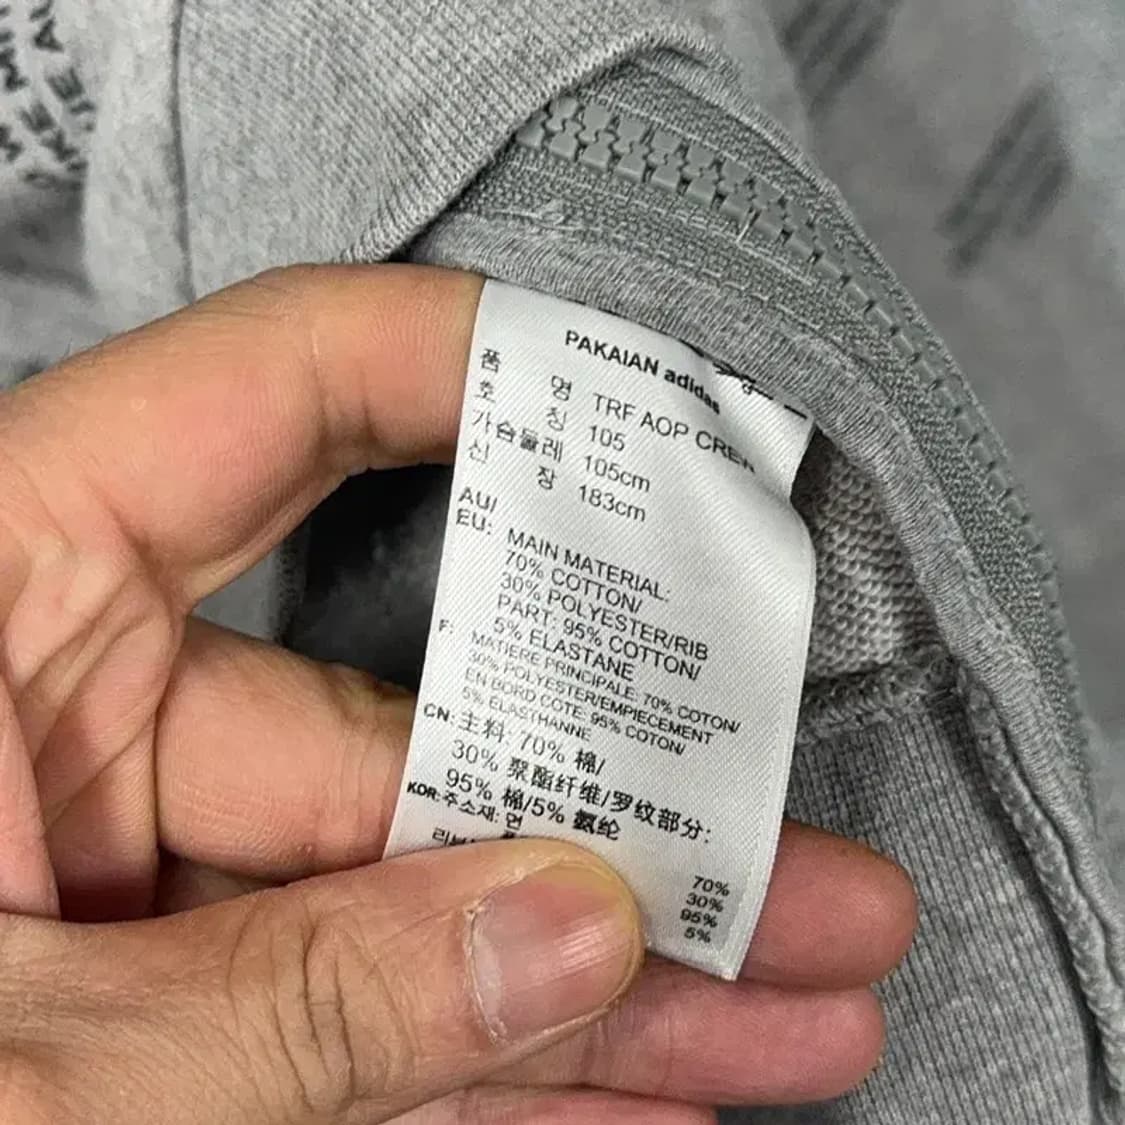 PAKAIAN adidas
품 명 TRF AOP CREW
호 칭 105
가슴둘레 105cm
신 장 183cm
AU/
EU: MAIN MATERIAL:
70% COTTON/
30% POLYESTER/RIB
PART: 95% COTTON/
5% ELASTANE
F: MATIERE PRINCIPALE: 70% COTON/
30% POLYESTER/EMPIECEMENT
EN BORD COTE: 95% COTON/
5% ELASTHANNE
CN: 主料: 70% 棉/
30% 聚酯纤维/罗纹部分:
95% 棉/5% 氨纶
KOR: 주소재: 면 70%
30%
95%
5%